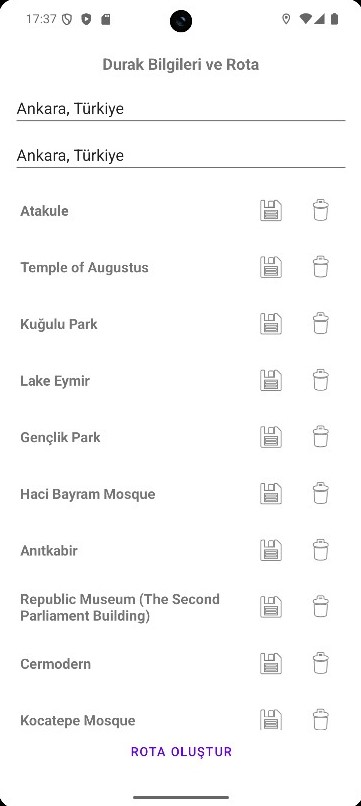 17:37
Durak Bilgileri ve Rota
Ankara, Türkiye
Ankara, Türkiye
Atakule
Temple of Augustus
Kuğulu Park
Lake Eymir
Gençlik Park
Haci Bayram Mosque
Anıtkabir
Republic Museum (The Second
Parliament Building)
Cermodern
Kocatepe Mosque
ROTA OLUŞTUR